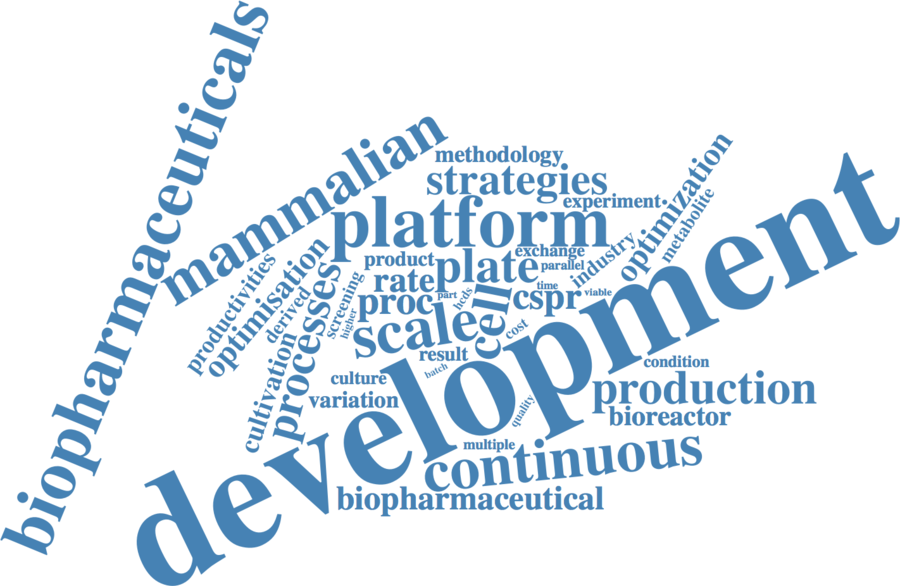 biopharmaceuticals
mammalian
methodology
strategies
experiment
platform
optimization
metabolite
development
productivities
optimisation
derived
processes
screening
higher
product
exchange
parallel
industry
rate
plate
proc
part
hcds
time
cspr
viable
scale
cell
cost
result
batch
cultivation
culture
variation
condition
production
quality
bioreactor
multiple
continuous
biopharmaceutical